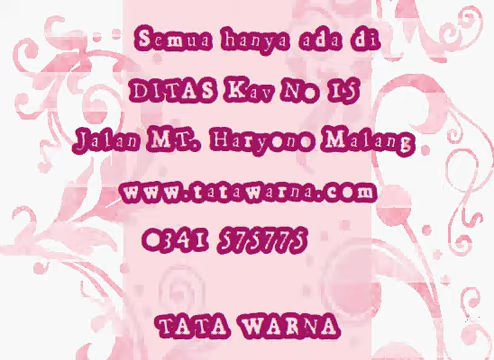 Semua hanya ada di
DITAS Kav No 15
Jalan MT. Haryono Malang
www.tatawarna.com
0341 575775
TATA WARNA